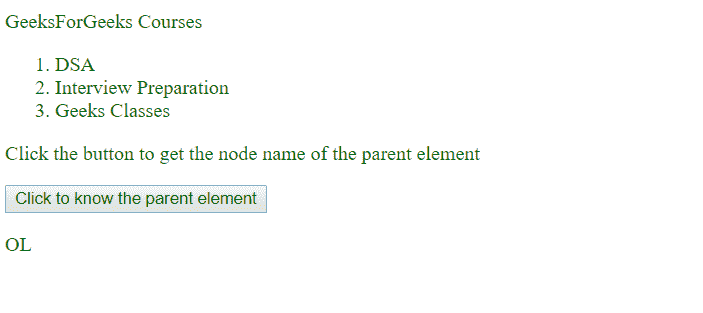 GeeksForGeeks Courses
1. DSA
2. Interview Preparation
3. Geeks Classes
Click the button to get the node name of the parent element
Click to know the parent element
OL